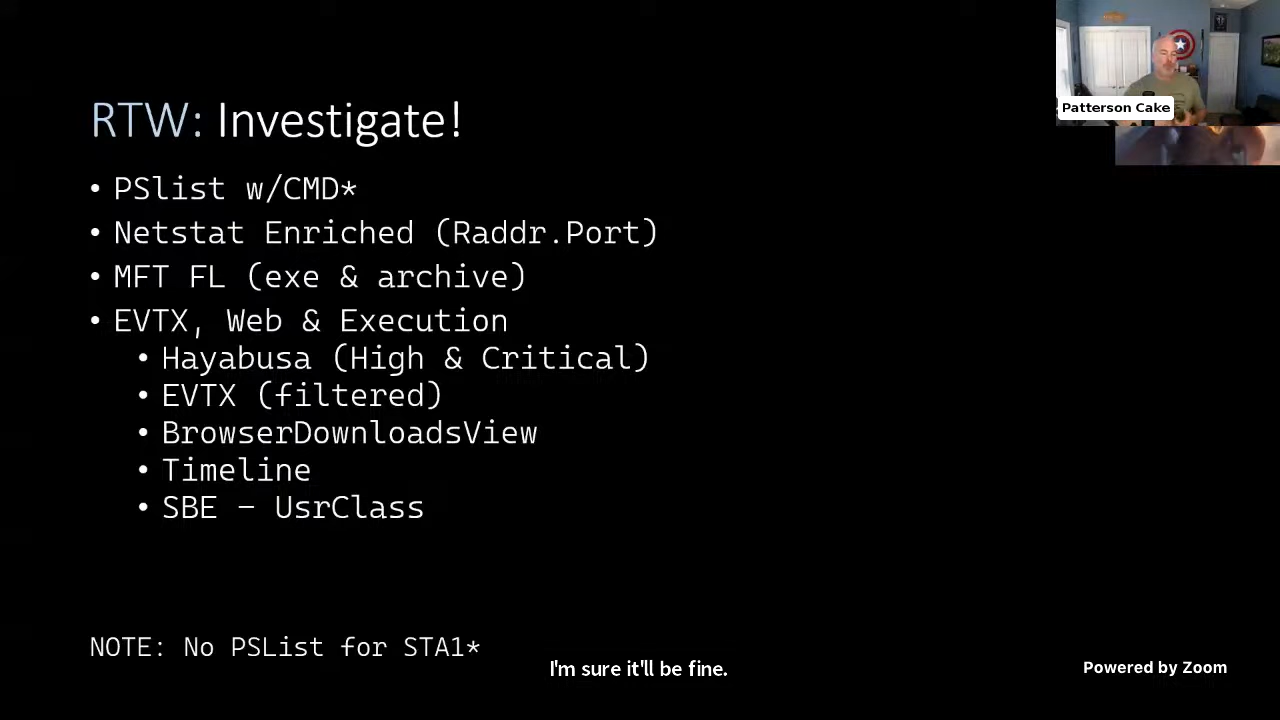 RTW: Investigate!
Patterson Cake
• PSlist w/CMD*
• Netstat Enriched (Raddr.Port)
• MFT FL (exe & archive)
• EVTX, Web & Execution
• Hayabusa (High & Critical)
• EVTX (filtered)
• BrowserDownloadsView
• Timeline
• SBE – UsrClass
NOTE: No PSList for STA1*
I'm sure it'll be fine.
Powered by Zoom